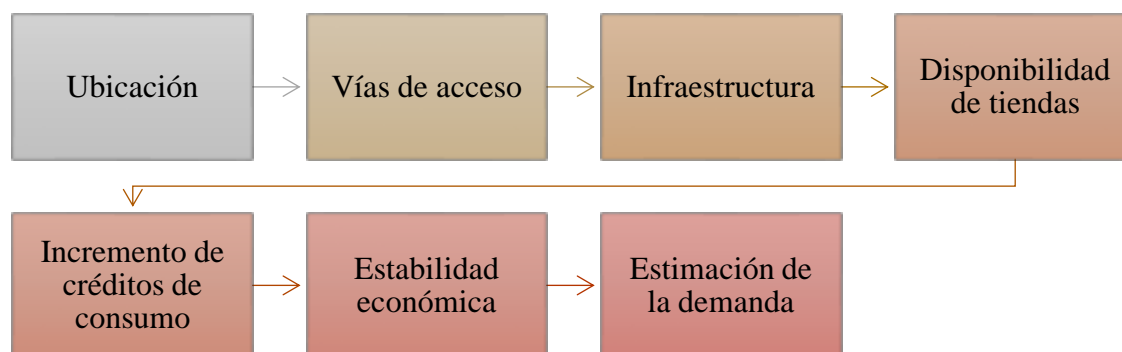 Ubicación
Vías de acceso
Infraestructura
Disponibilidad
de tiendas
Incremento de
créditos de
consumo
Estabilidad
económica
Estimación de
la demanda